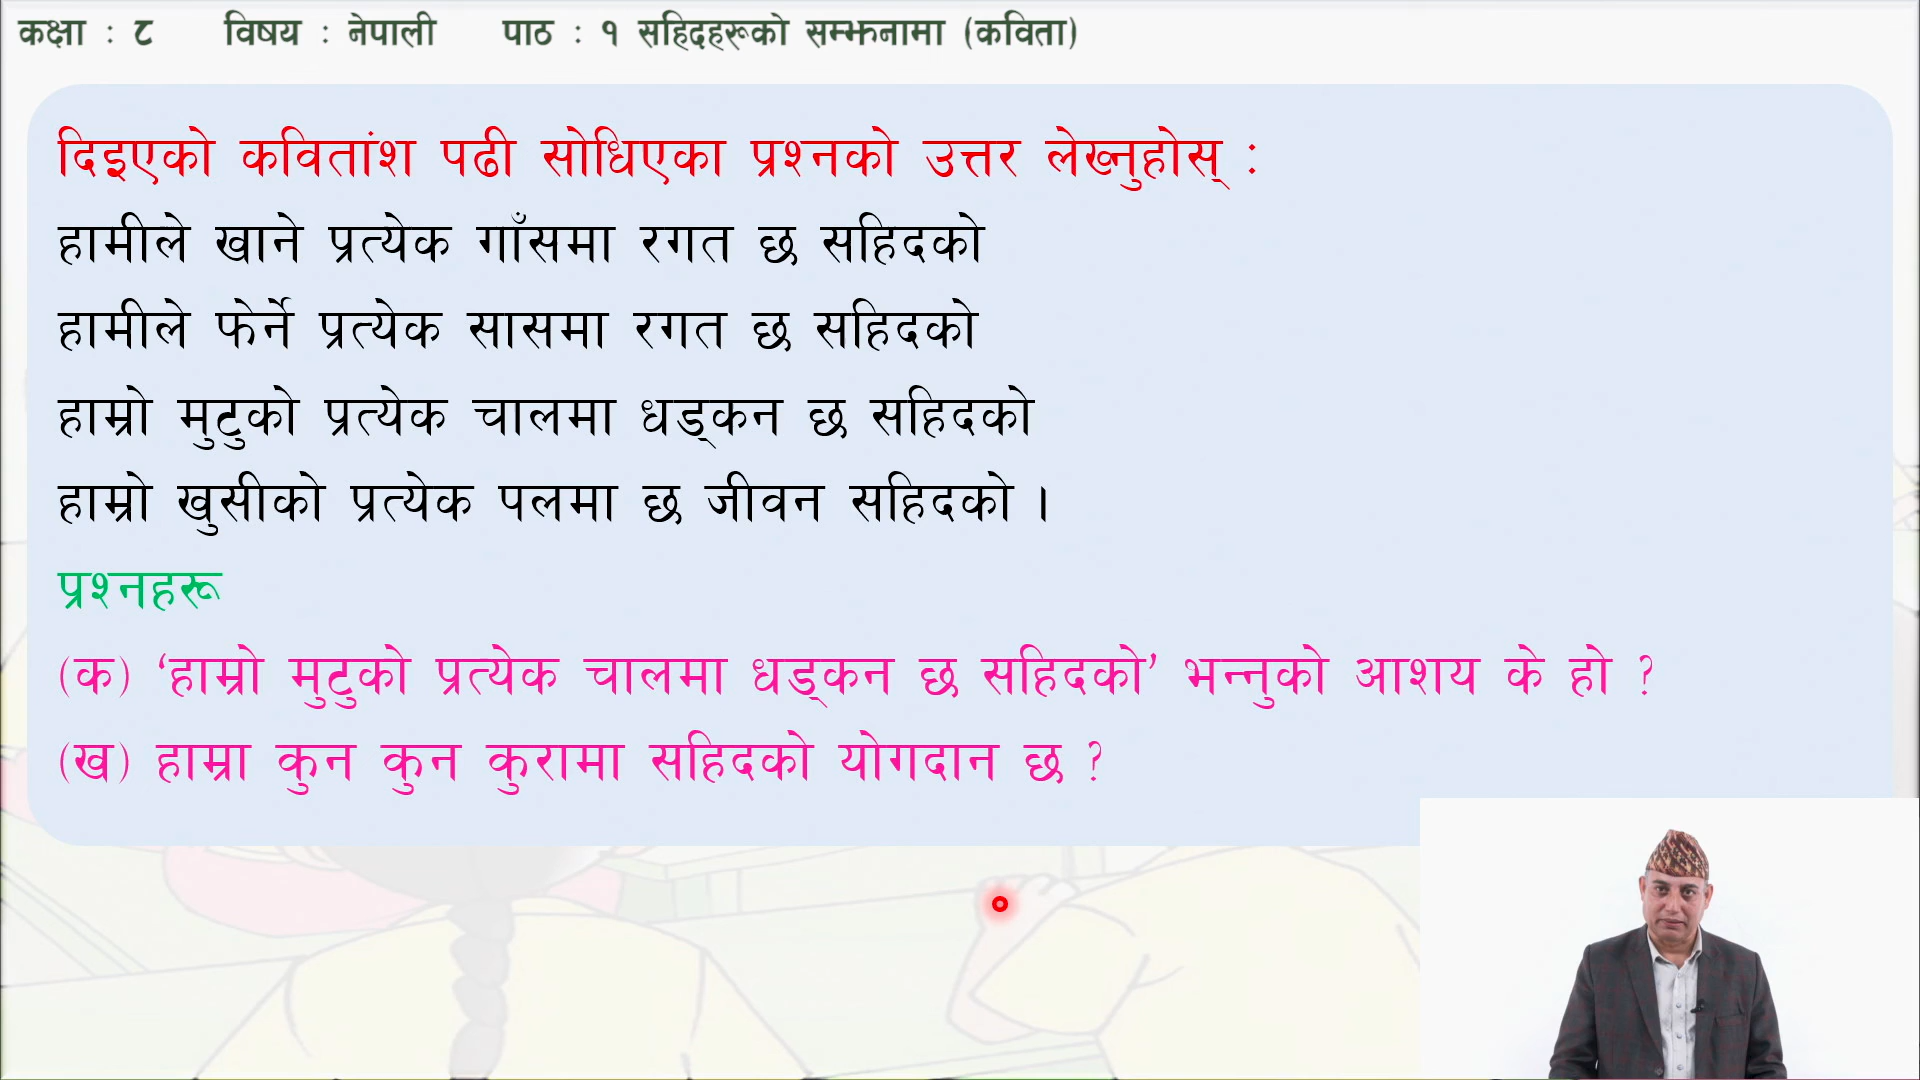 कक्षा : ८ विषय : नेपाली पाठ : १ सहिदहरूको सम्झनामा (कविता)
दिइएको कवितांश पढी सोधिएका प्रश्नको उत्तर लेख्नुहोस् :
हामीले खाने प्रत्येक गाँसमा रगत छ सहिदको
हामीले फेर्ने प्रत्येक सासमा रगत छ सहिदको
हाम्रो मुटुको प्रत्येक चालमा धड्कन छ सहिदको
हाम्रो खुसीको प्रत्येक पलमा छ जीवन सहिदको ।
प्रश्नहरू
(क) ‘हाम्रो मुटुको प्रत्येक चालमा धड्कन छ सहिदको’ भन्नुको आशय के हो ?
(ख) हाम्रा कुन कुन कुरामा सहिदको योगदान छ ?